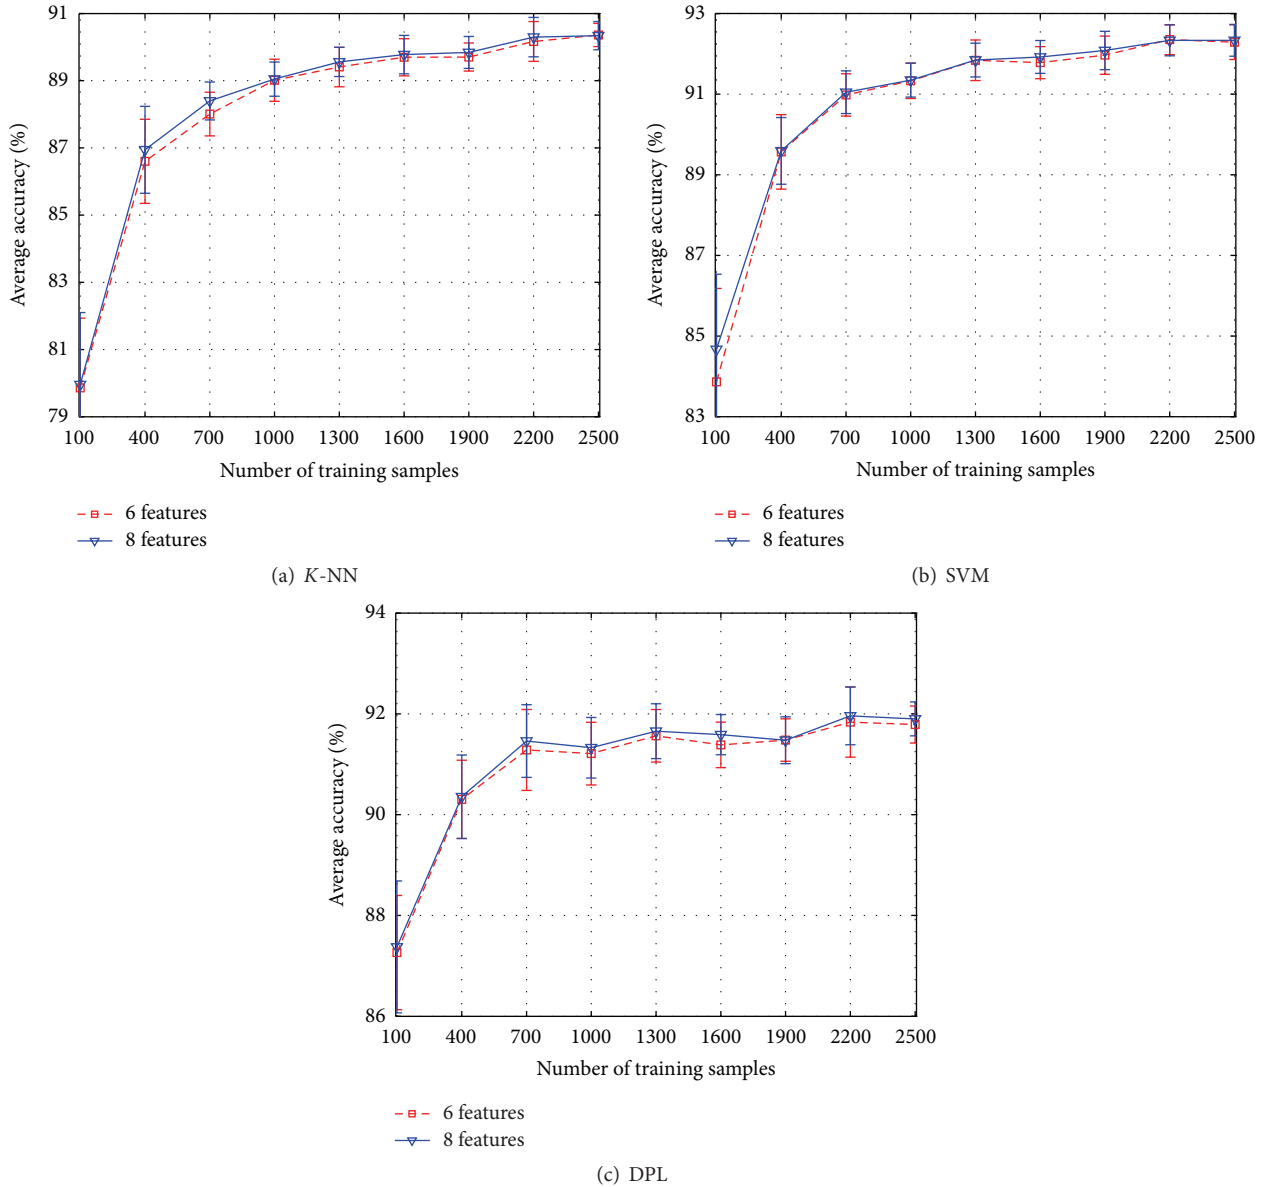 91
89
87
85
83
81
79
Average accuracy (%)
100 400 700 1000 1300 1600 1900 2200 2500
Number of training samples
6 features
8 features
(a) K-NN
93
91
89
87
85
83
Average accuracy (%)
100 400 700 1000 1300 1600 1900 2200 2500
Number of training samples
6 features
8 features
(b) SVM
94
92
90
88
86
Average accuracy (%)
100 400 700 1000 1300 1600 1900 2200 2500
Number of training samples
6 features
8 features
(c) DPL